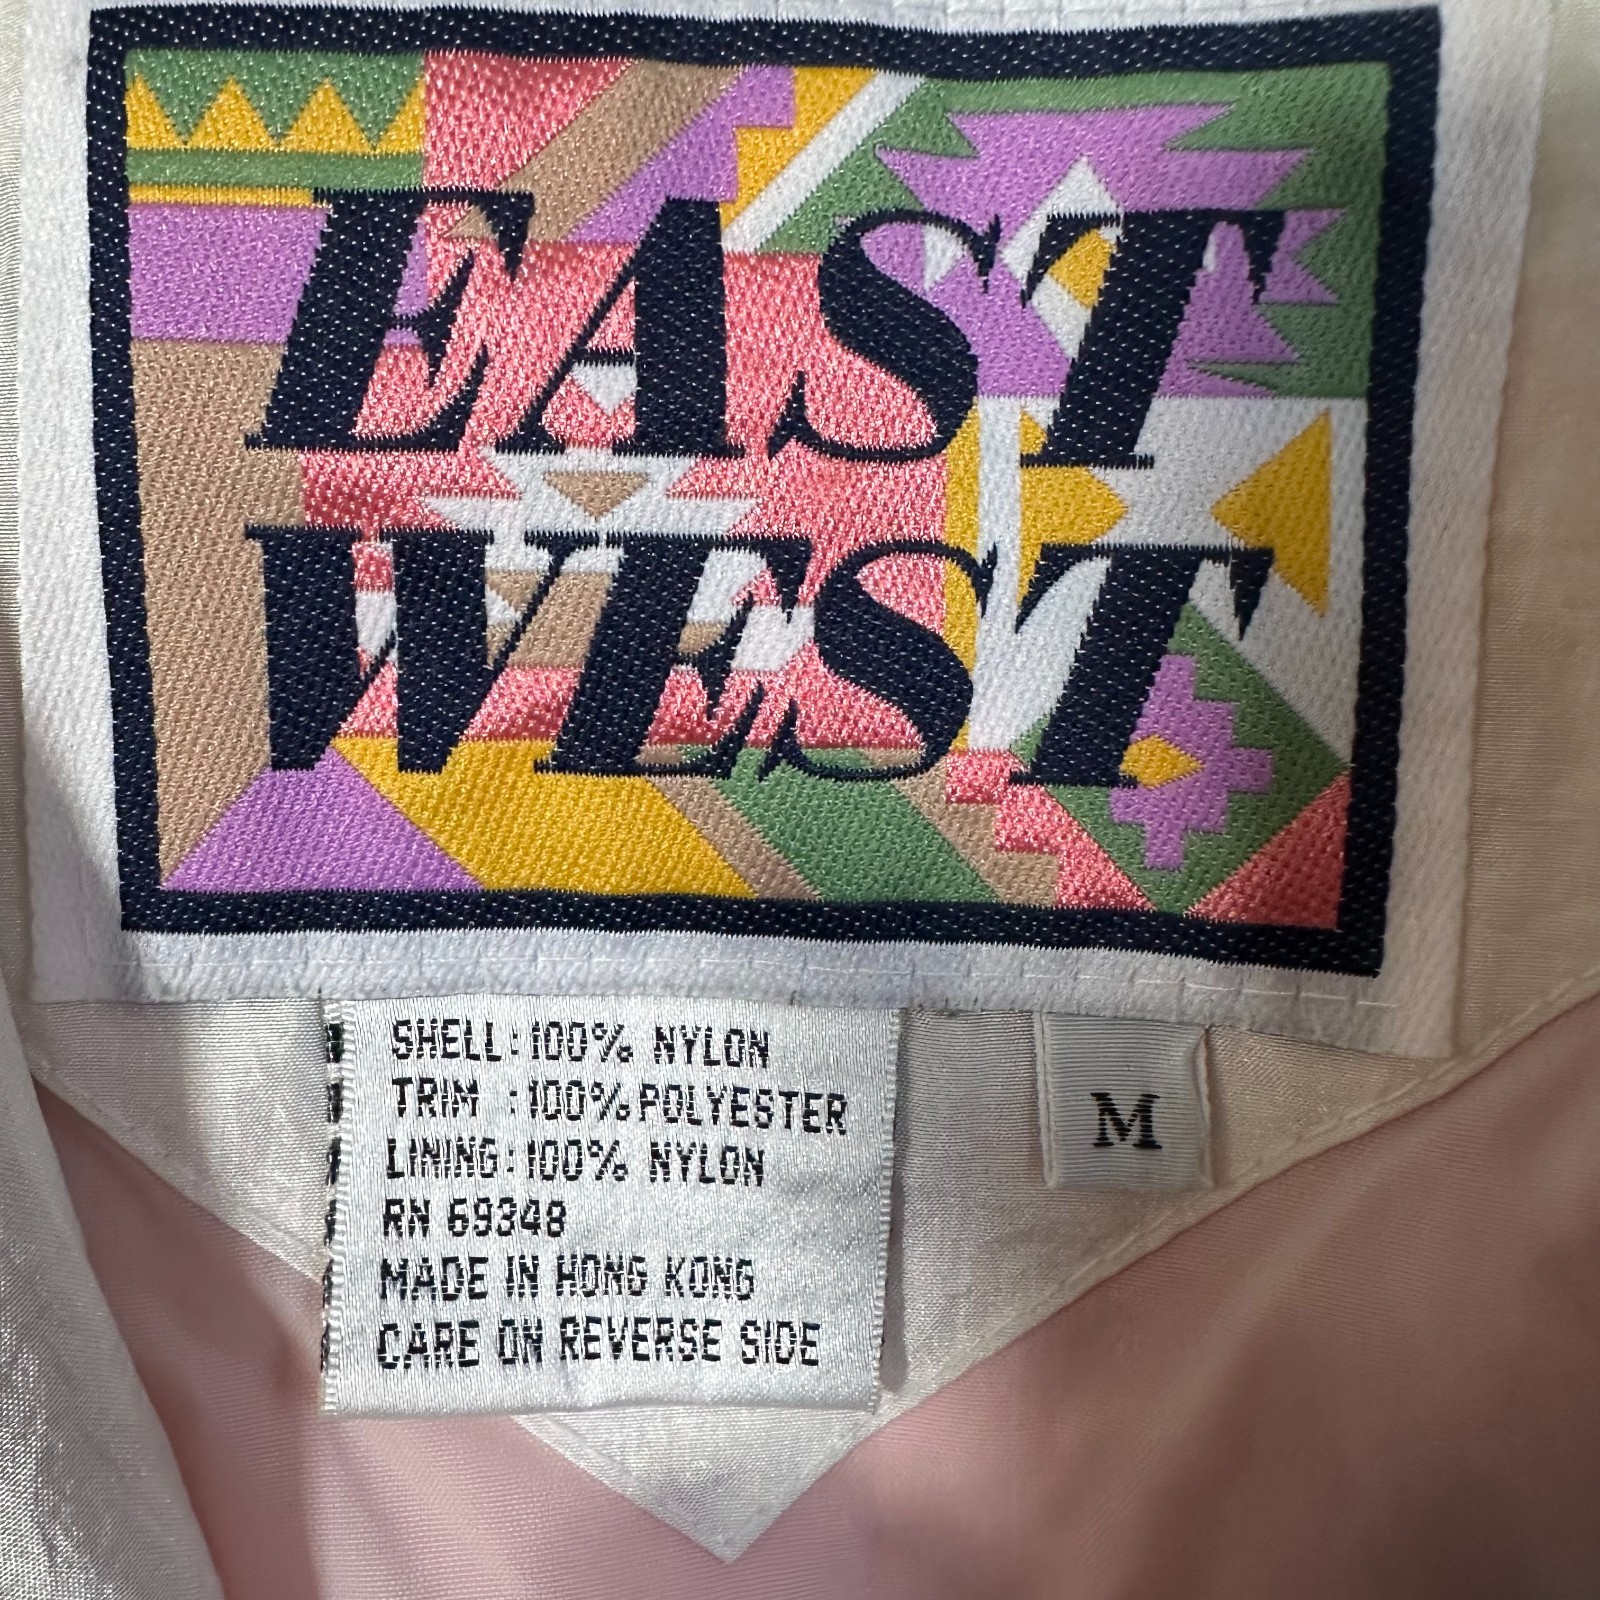 EAST
WEST
SHELL: 100% NYLON
TRIM : 100% POLYESTER
LINING: 100% NYLON
RN 69348
MADE IN HONG KONG
CARE ON REVERSE SIDE
M